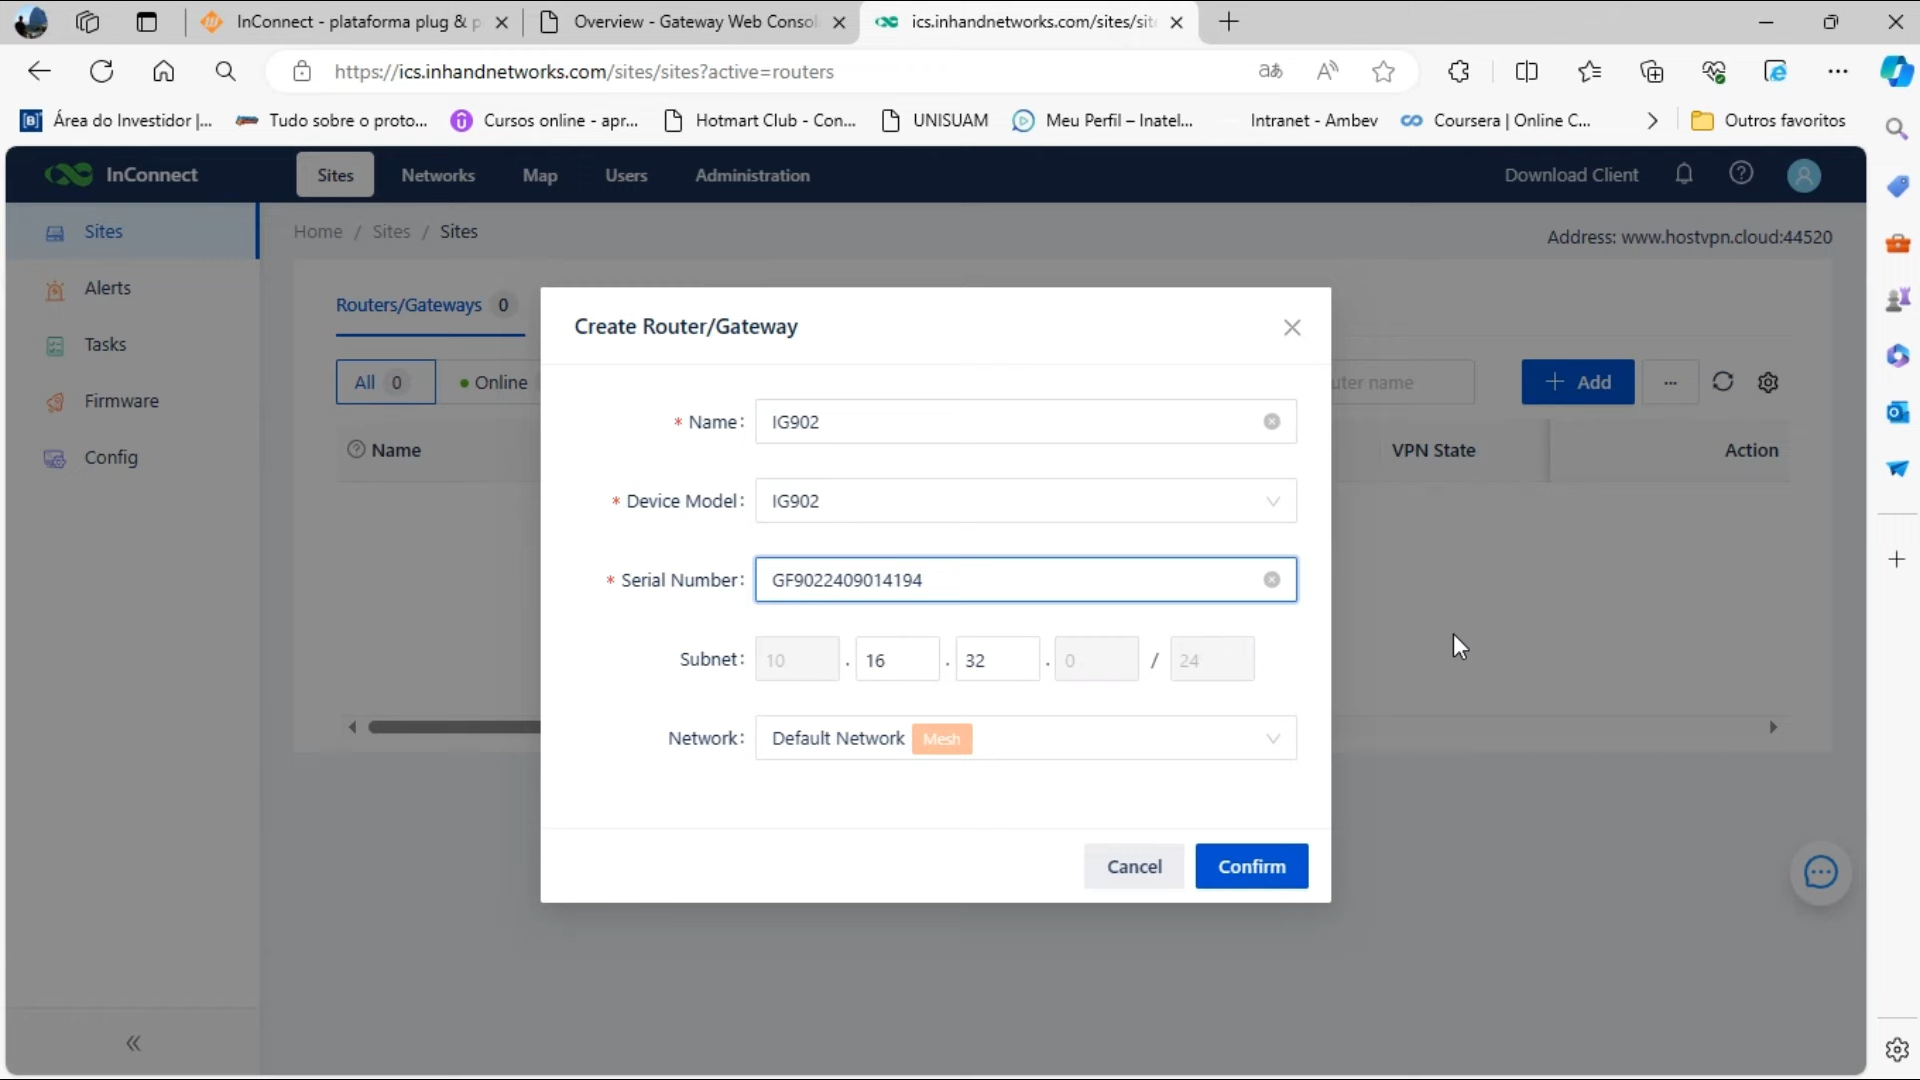 InConnect - plataforma plug & p
Overview - Gateway Web Consol
ics.inhandnetworks.com/sites/sit
https://ics.inhandnetworks.com/sites/sites?active=routers
Área do Investidor |...
Tudo sobre o proto...
Cursos online - apr...
Hotmart Club - Con...
UNISUAM
Meu Perfil – Inatel...
Intranet - Ambev
Coursera | Online C...
Outros favoritos
InConnect
Sites
Networks
Map
Users
Administration
Download Client
Sites
Alerts
Tasks
Firmware
Config
Home / Sites / Sites
Address: www.hostvpn.cloud:44520
Routers/Gateways 0
All 0
Online
uter name
+ Add
...
Name
VPN State
Action
Create Router/Gateway
* Name: IG902
* Device Model: IG902
* Serial Number: GF9022409014194
Subnet: 10 . 16 . 32 . 0 / 24
Network: Default Network Mesh
Cancel
Confirm